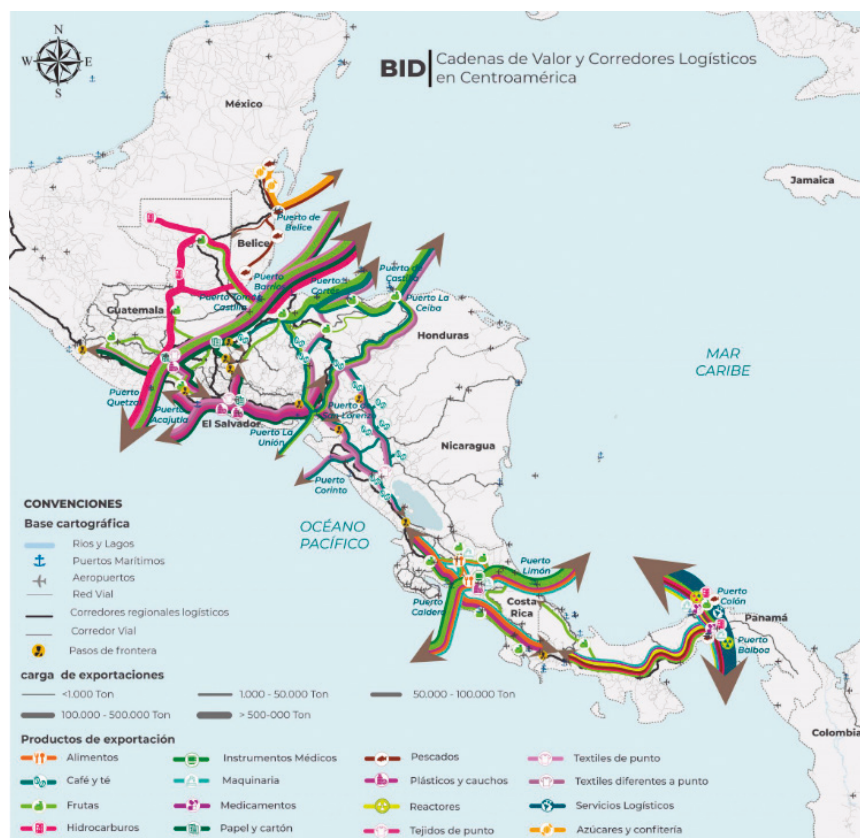 N
W E
S
BID
Cadenas de Valor y Corredores Logísticos
en Centroamérica
México
Jamaica
Puerto de
Belice
Belice
Puerto
Barrios
Puerto
Cortés
Puerto de
Castilla
Puerto Tomás
Castilla
Puerto La
Ceiba
Guatemala
Honduras
MAR
CARIBE
Puerto
Quetzal
Puerto
Acajutla
El Salvador
Puerto La
Unión
Puerto de
San Lorenzo
Nicaragua
Puerto
Corinto
OCÉANO
PACÍFICO
Puerto
Limón
Puerto
Caldera
Costa
Rica
Puerto
Colón
Panamá
Puerto
Balboa
Colombia
CONVENCIONES
Base cartográfica
Rios y Lagos
Puertos Marítimos
Aeropuertos
Red Vial
Corredores regionales logísticos
Corredor Vial
Pasos de frontera
carga de exportaciones
<1.000 Ton
1.000 - 50.000 Ton
50.000 - 100.000 Ton
100.000 - 500.000 Ton
> 500-000 Ton
Productos de exportación
Alimentos
Instrumentos Médicos
Pescados
Textiles de punto
Café y té
Maquinaria
Plásticos y cauchos
Textiles diferentes a punto
Frutas
Medicamentos
Reactores
Servicios Logísticos
Hidrocarburos
Papel y cartón
Tejidos de punto
Azúcares y confitería